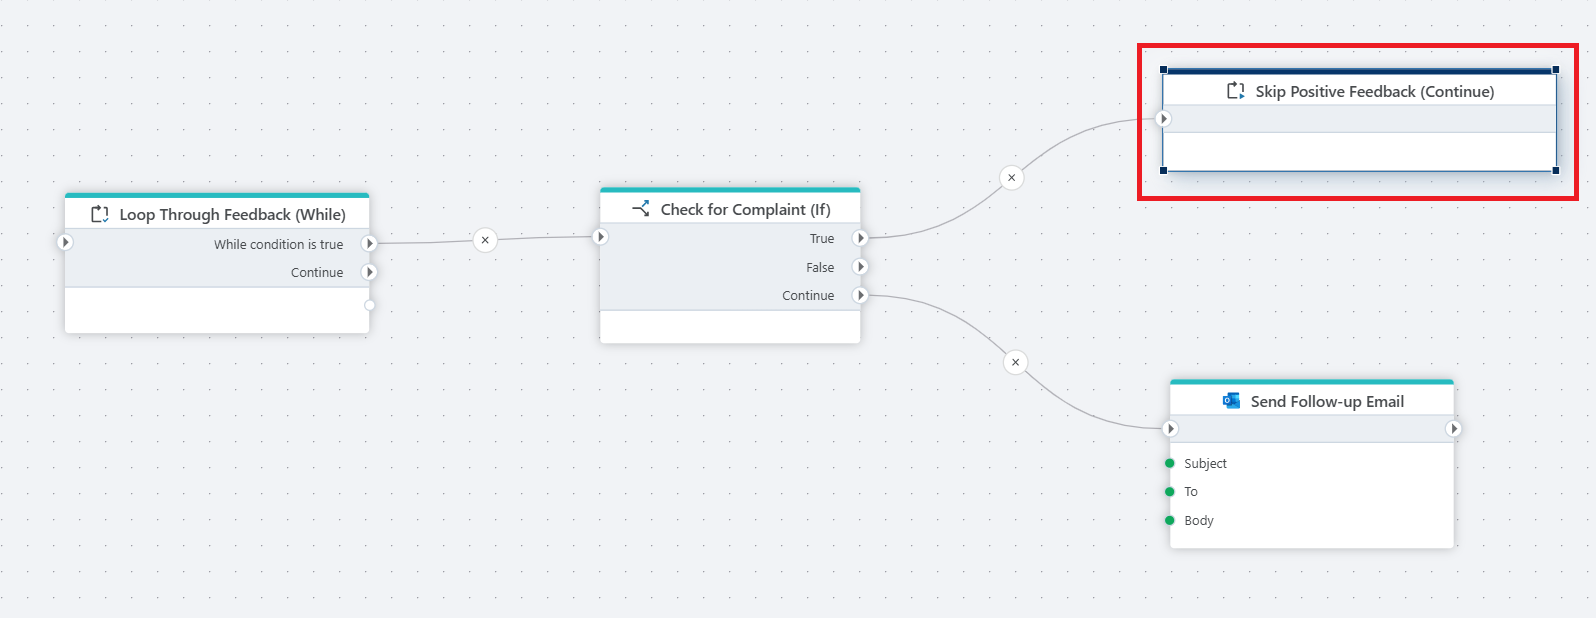 Skip Positive Feedback (Continue)
Loop Through Feedback (While)
While condition is true
Continue
Check for Complaint (If)
True
False
Continue
Send Follow-up Email
Subject
To
Body